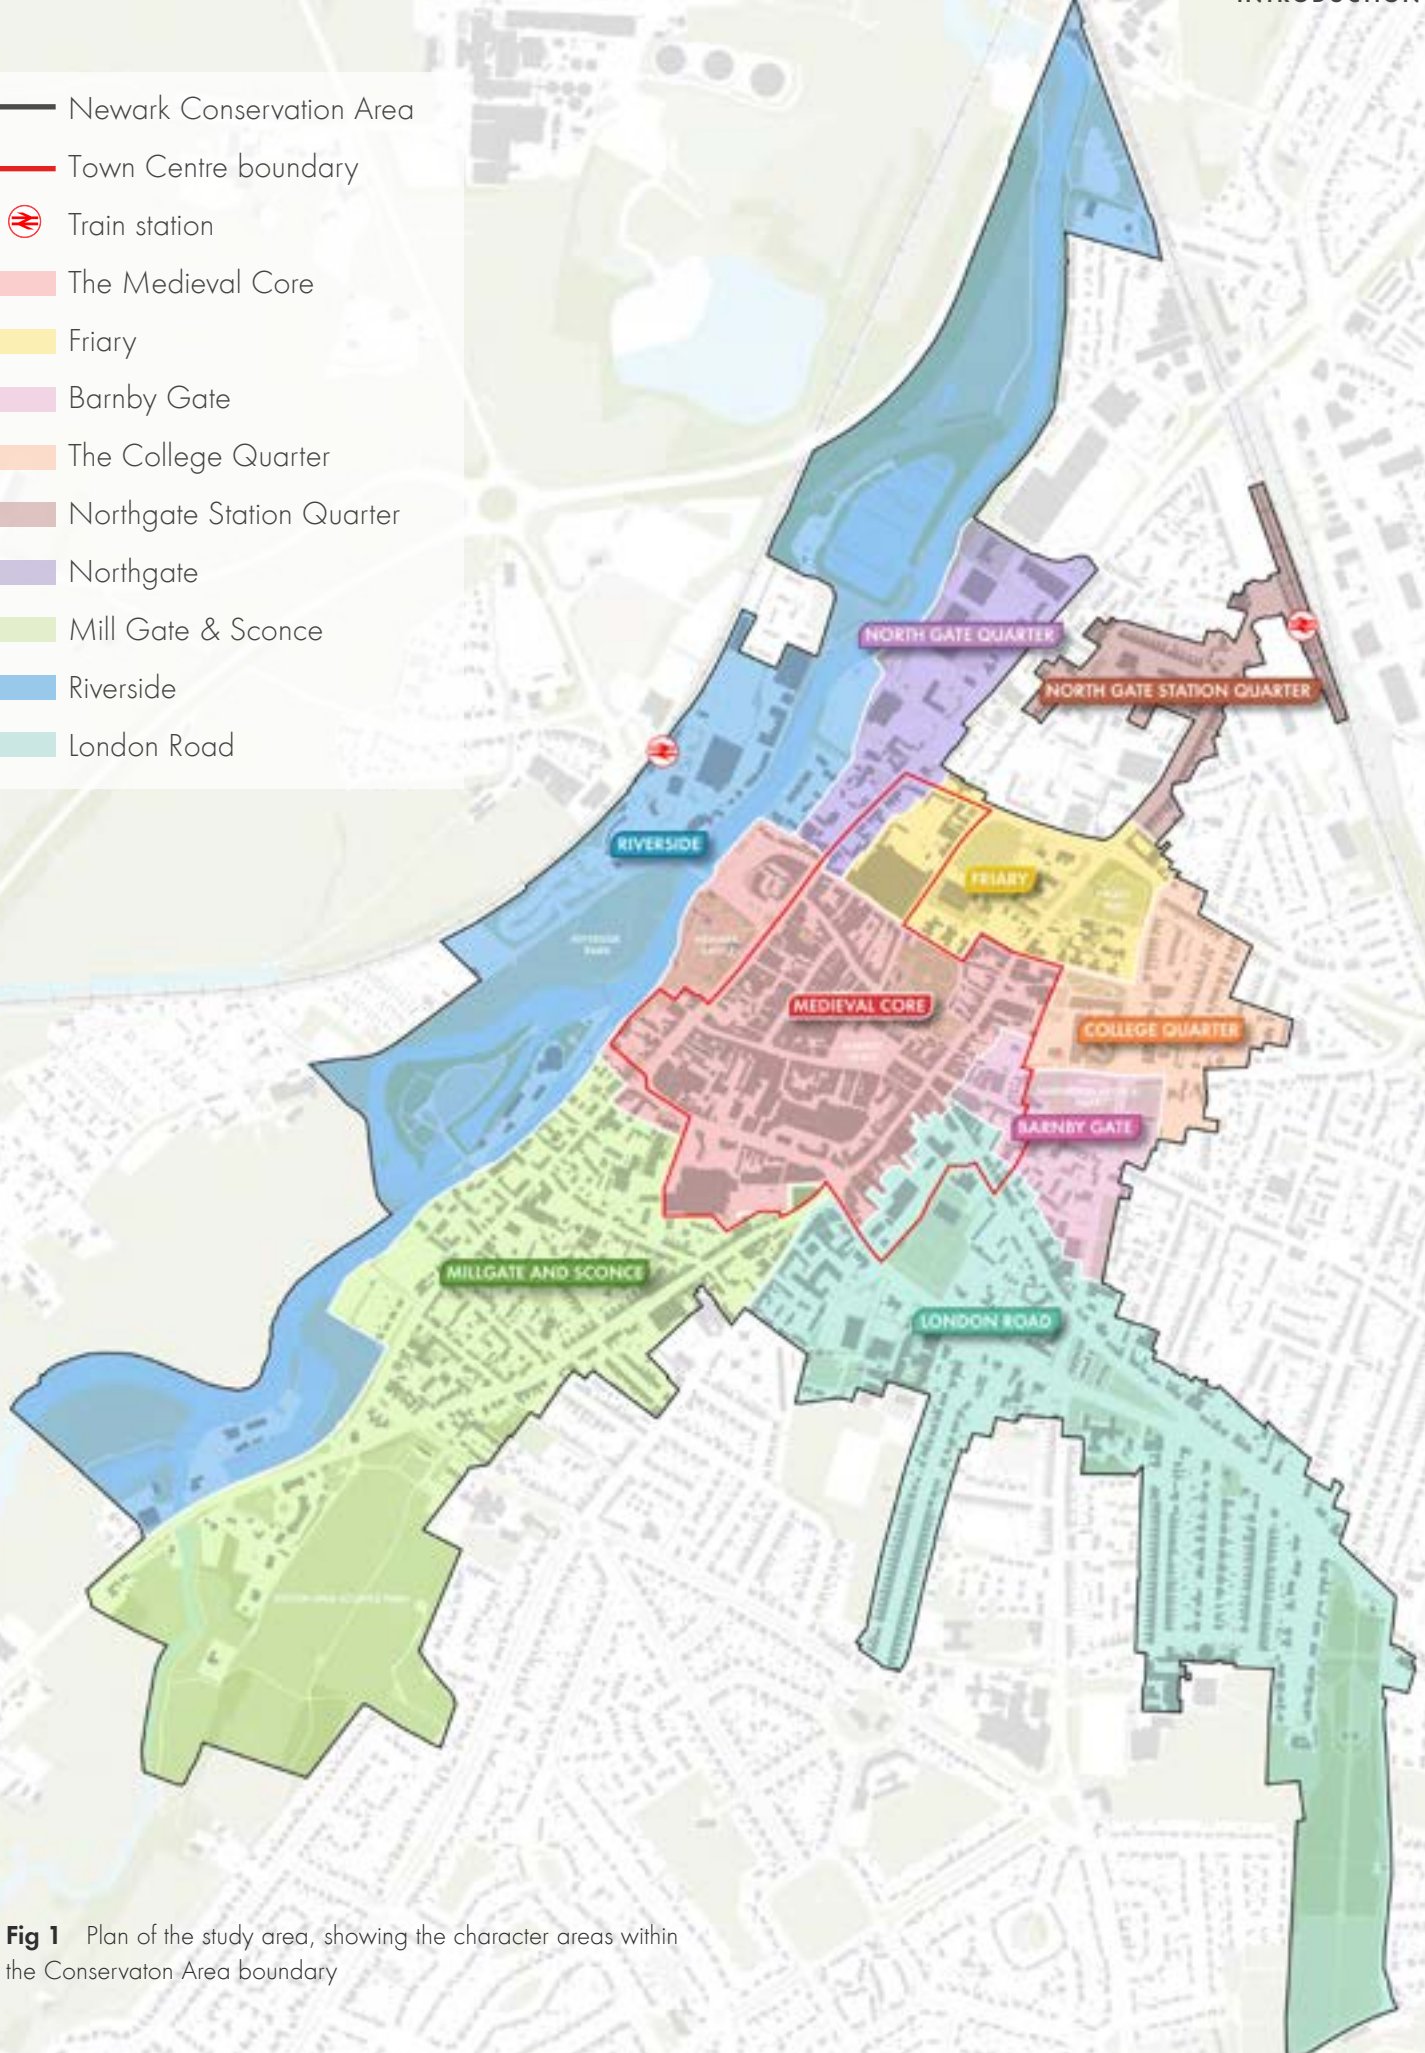 INTRODUCTION
Newark Conservation Area
Town Centre boundary
Train station
The Medieval Core
Friary
Barnby Gate
The College Quarter
Northgate Station Quarter
Northgate
Mill Gate & Sconce
Riverside
London Road
NORTH GATE QUARTER
NORTH GATE STATION QUARTER
RIVERSIDE
FRIARY
RIVERSIDE
PARK
MEDIEVAL CORE
COLLEGE QUARTER
BARNBY GATE
MILLGATE AND SCONCE
LONDON ROAD
Fig 1 Plan of the study area, showing the character areas within
the Conservaton Area boundary